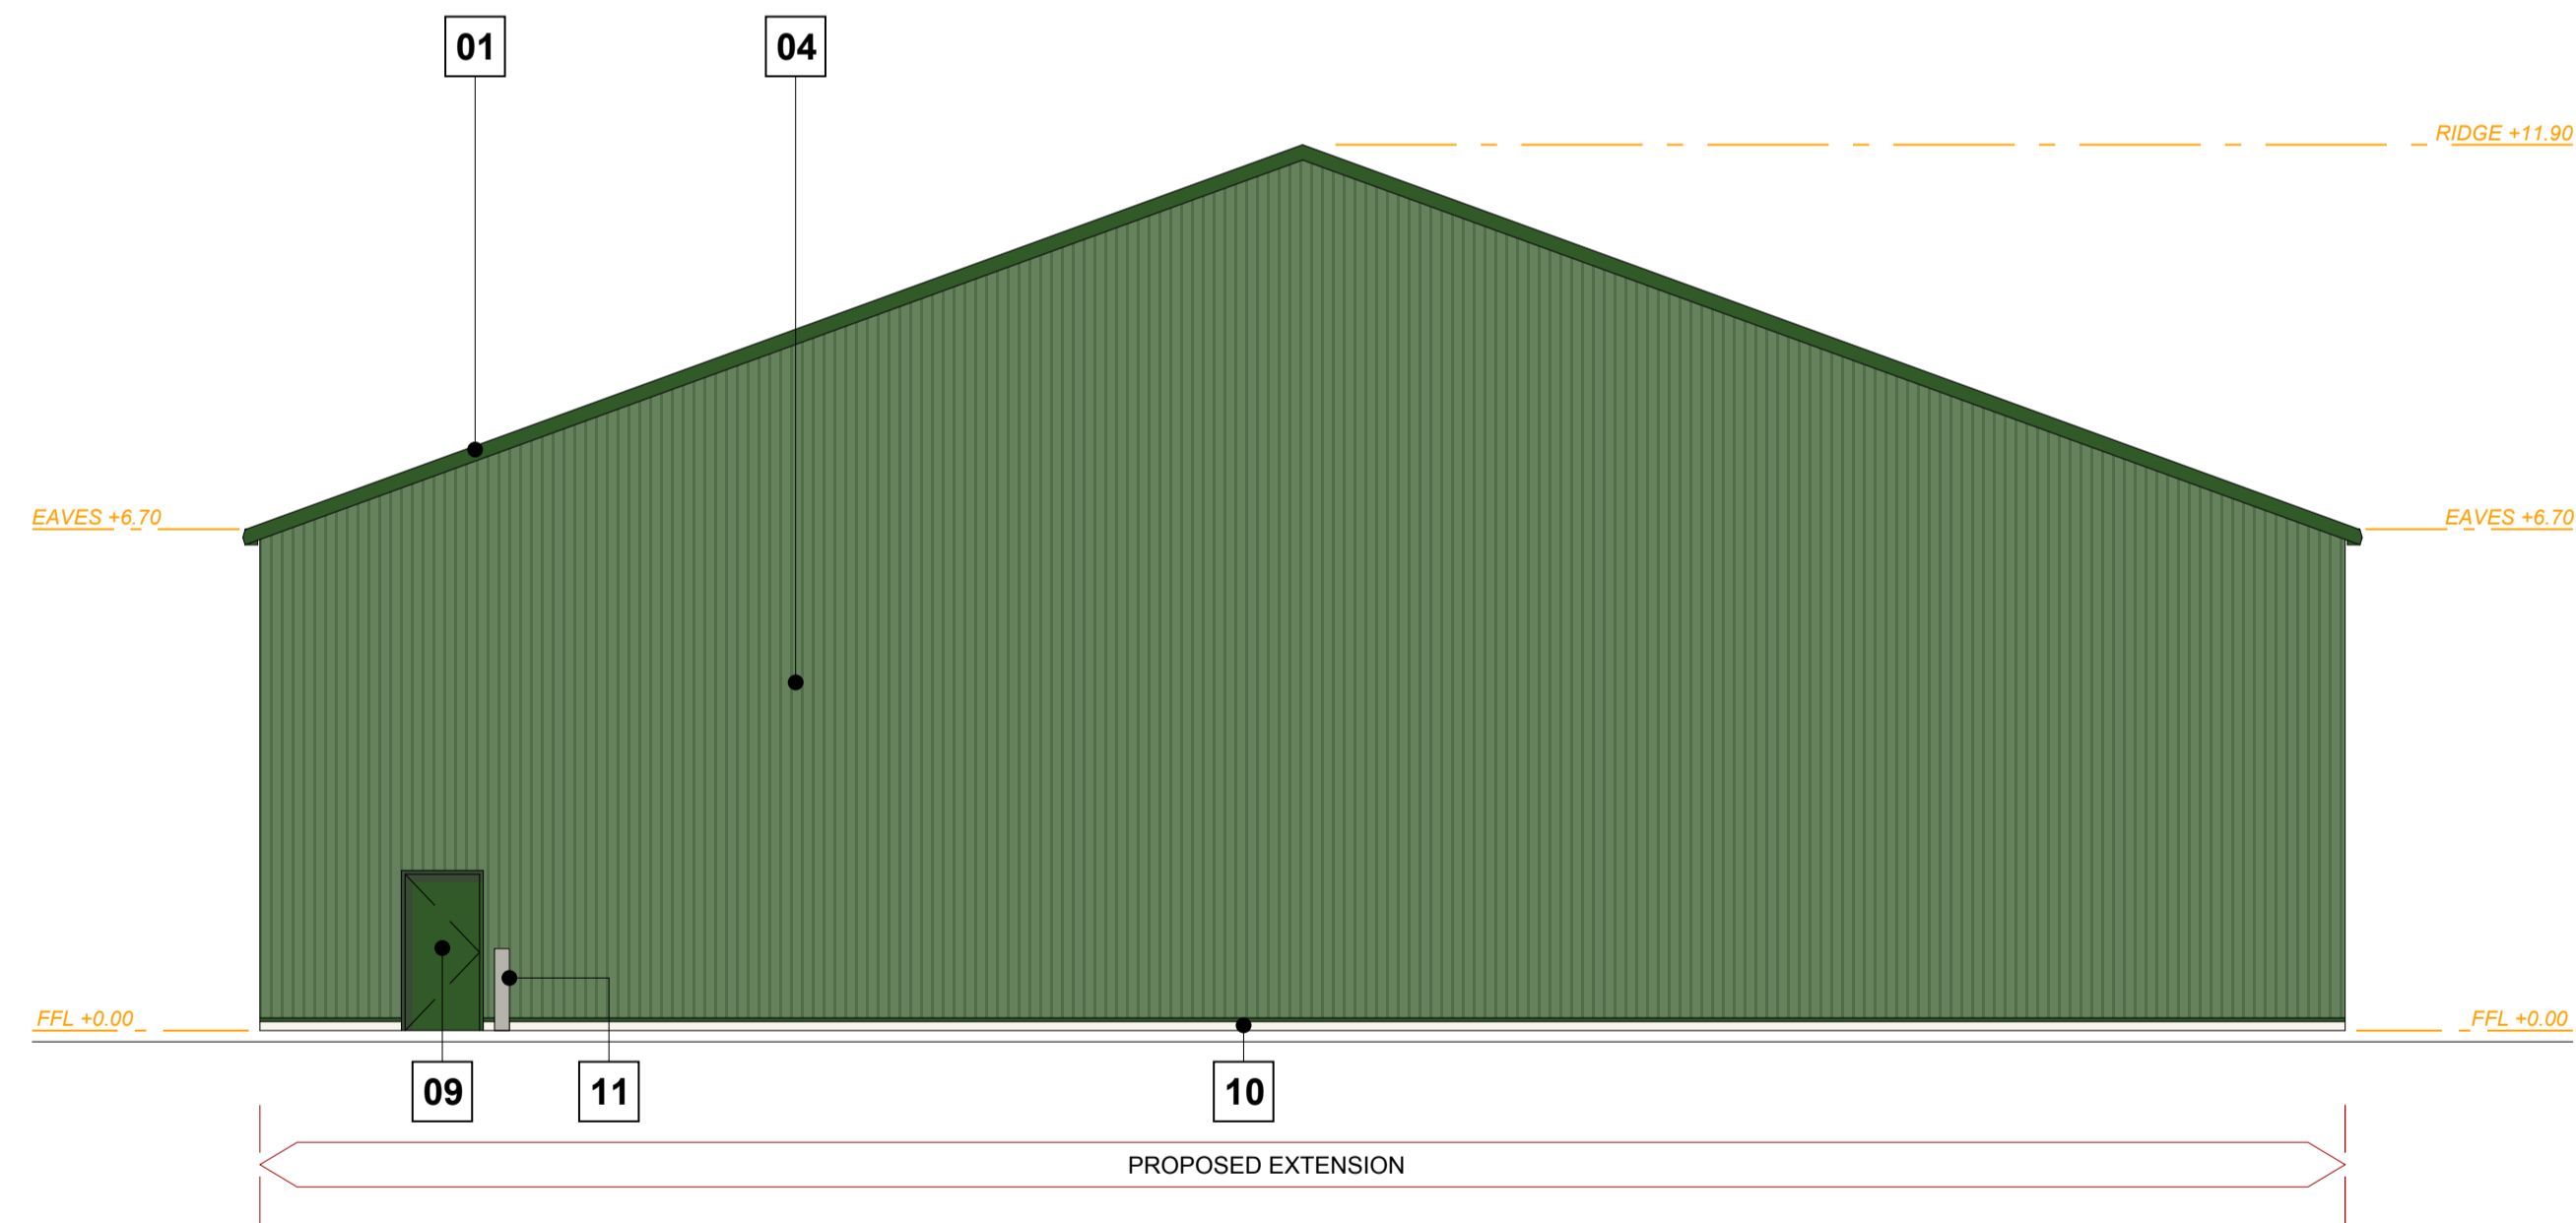 01
04
RIDGE +11.90
EAVES +6.70
EAVES +6.70
FFL +0.00
FFL +0.00
09
11
10
PROPOSED EXTENSION